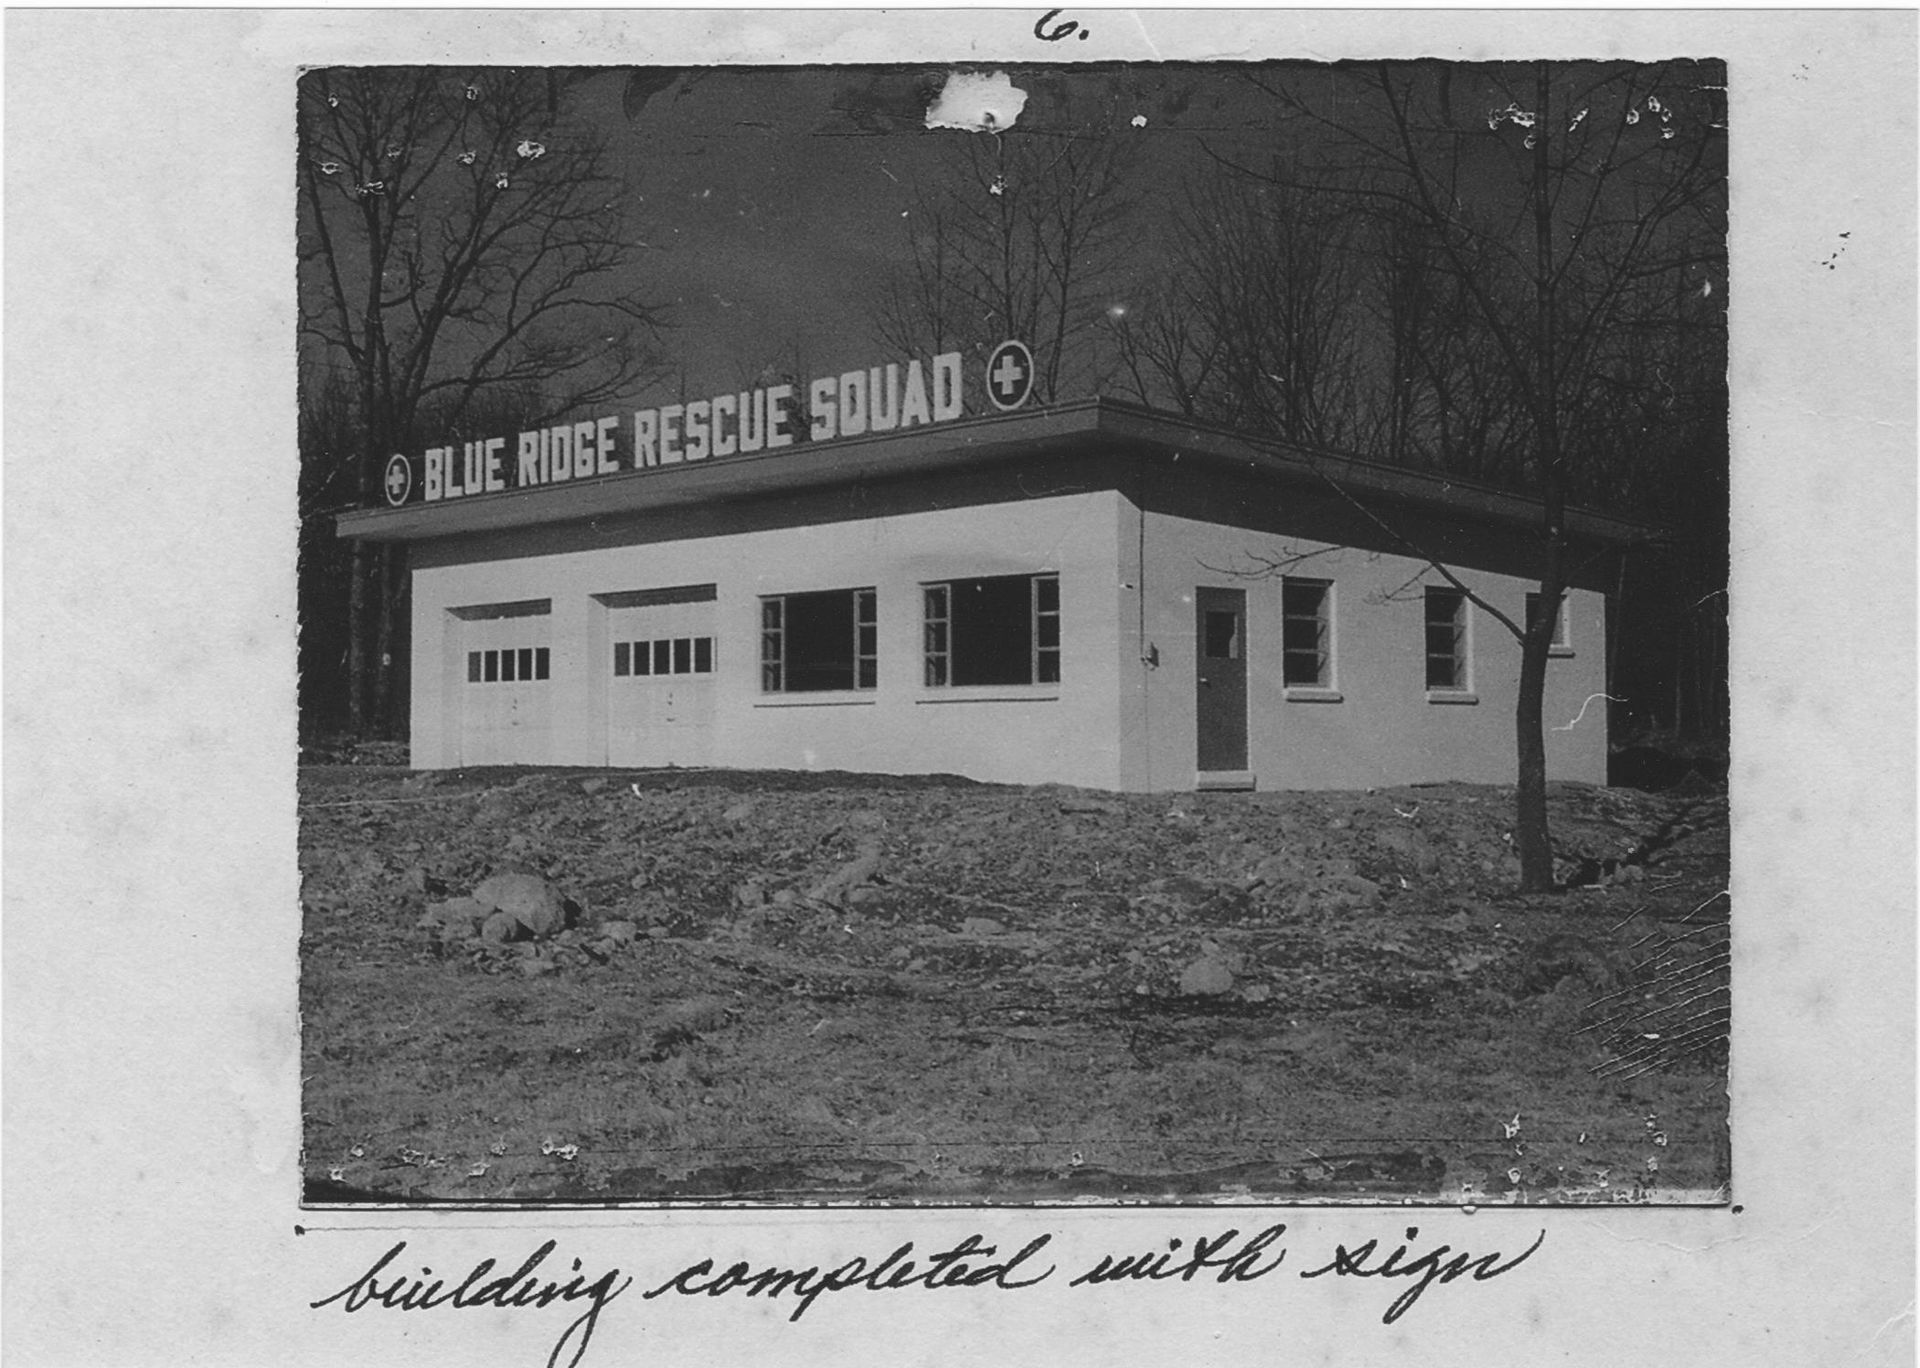 6.
BLUE RIDGE RESCUE SQUAD
building completed with sign